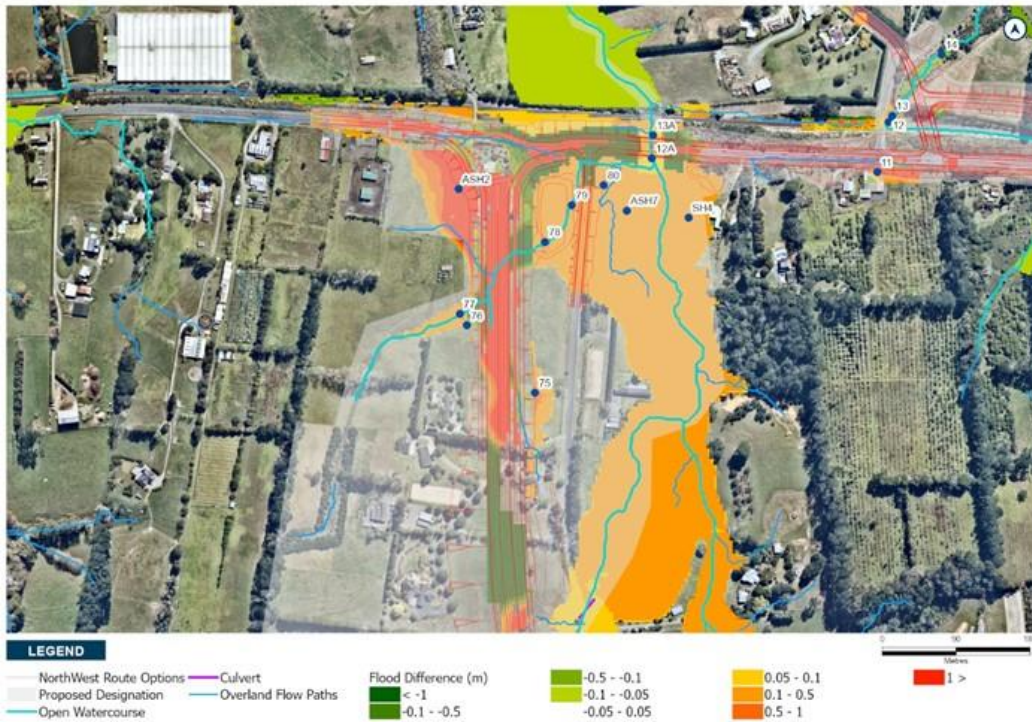 14
13
12
13A
12A
11
ASH2
80
79
ASH7
SH4
78
77
76
75
LEGEND
0 90 18
Metres
NorthWest Route Options
Proposed Designation
Open Watercourse
Culvert
Overland Flow Paths
Flood Difference (m)
< -1
-0.1 - -0.5
-0.5 - -0.1
-0.1 - -0.05
-0.05 - 0.05
0.05 - 0.1
0.1 - 0.5
0.5 - 1
1 >